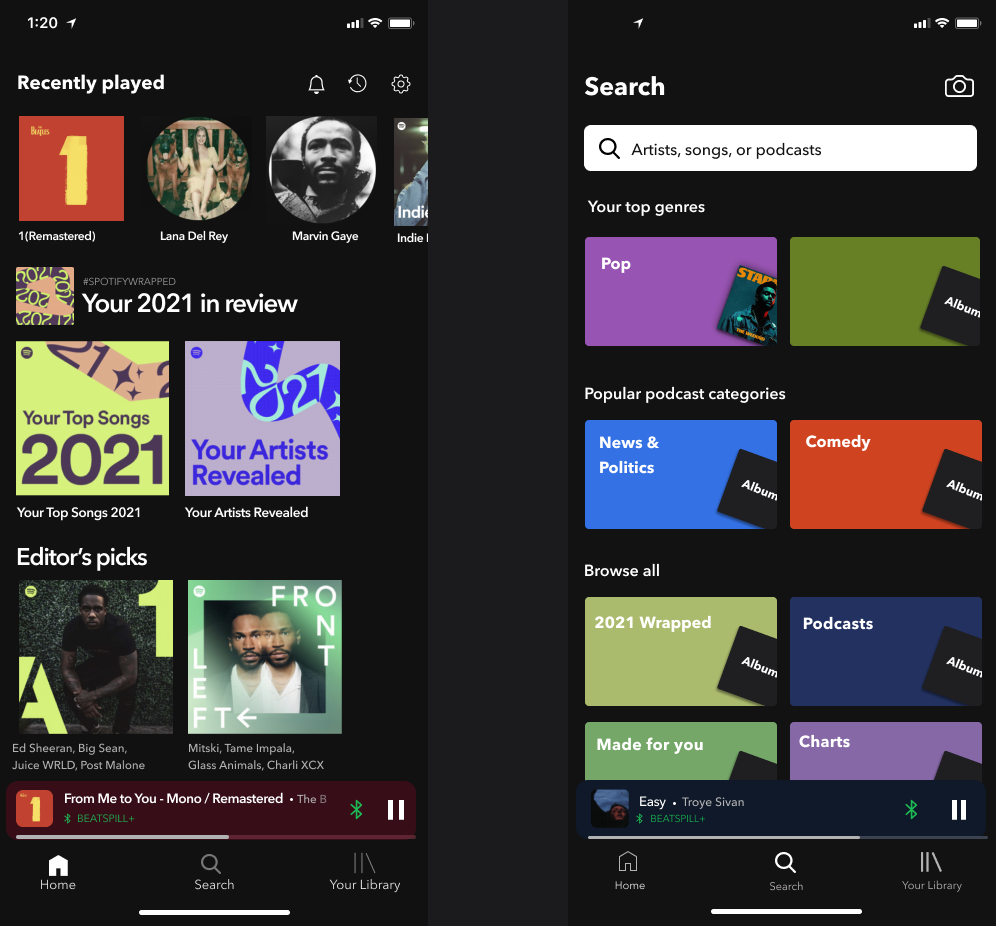 1:20
Recently played
The
BEATLES
1
Indie
1(Remastered)
Lana Del Rey
Marvin Gaye
Indie
#SPOTIFYWRAPPED
Your 2021 in review
Your Top Songs
2021
2021
Your Artists
Revealed
Your Top Songs 2021
Your Artists Revealed
Editor's picks
1
A
FRONT
LEFT
Ed Sheeran, Big Sean,
Juice WRLD, Post Malone
Mitski, Tame Impala,
Glass Animals, Charli XCX
1
From Me to You - Mono / Remastered • The B
BEATSPILL+
Home
Search
Your Library
Search
Artists, songs, or podcasts
Your top genres
Pop
Album
Popular podcast categories
News &
Politics
Album
Comedy
Album
Browse all
2021 Wrapped
Album
Podcasts
Album
Made for you
Charts
Easy • Troye Sivan
BEATSPILL+
Home
Search
Your Library